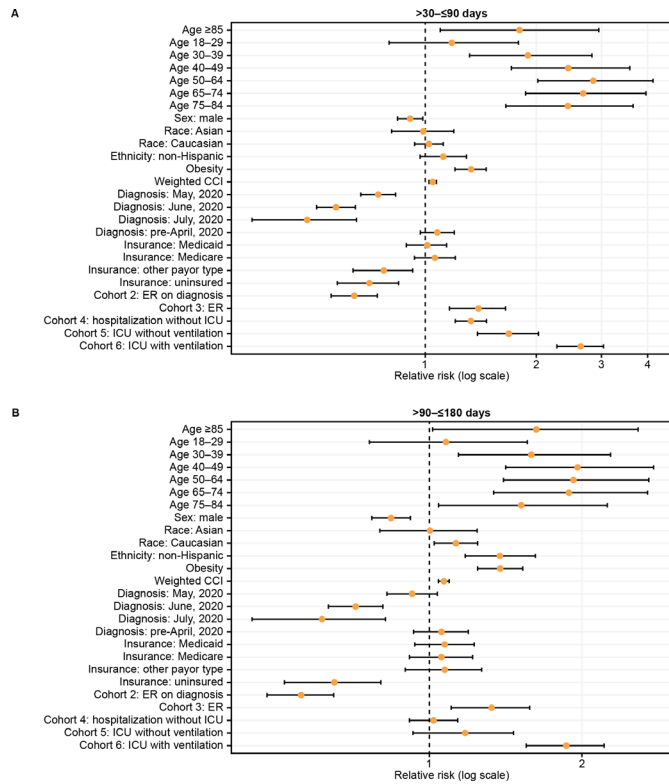 A
>30–≤90 days
Age ≥85
Age 18–29
Age 30–39
Age 40–49
Age 50–64
Age 65–74
Age 75–84
Sex: male
Race: Asian
Race: Caucasian
Ethnicity: non-Hispanic
Obesity
Weighted CCI
Diagnosis: May, 2020
Diagnosis: June, 2020
Diagnosis: July, 2020
Diagnosis: pre-April, 2020
Insurance: Medicaid
Insurance: Medicare
Insurance: other payor type
Insurance: uninsured
Cohort 2: ER on diagnosis
Cohort 3: ER
Cohort 4: hospitalization without ICU
Cohort 5: ICU without ventilation
Cohort 6: ICU with ventilation
1 2 3 4
Relative risk (log scale)
B
>90–≤180 days
Age ≥85
Age 18–29
Age 30–39
Age 40–49
Age 50–64
Age 65–74
Age 75–84
Sex: male
Race: Asian
Race: Caucasian
Ethnicity: non-Hispanic
Obesity
Weighted CCI
Diagnosis: May, 2020
Diagnosis: June, 2020
Diagnosis: July, 2020
Diagnosis: pre-April, 2020
Insurance: Medicaid
Insurance: Medicare
Insurance: other payor type
Insurance: uninsured
Cohort 2: ER on diagnosis
Cohort 3: ER
Cohort 4: hospitalization without ICU
Cohort 5: ICU without ventilation
Cohort 6: ICU with ventilation
1 2
Relative risk (log scale)